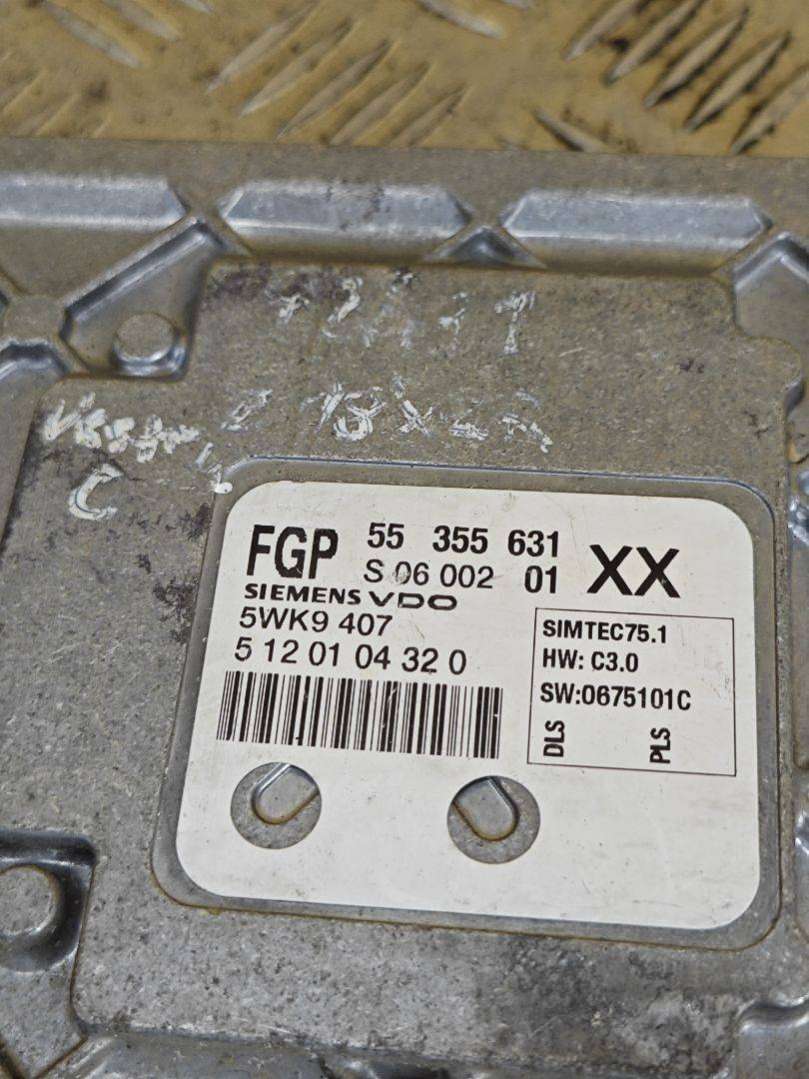 Vectra
C
FGP 55 355 631 XX
S 06 002 01
SIEMENS VDO
5WK9 407
5 12 01 04 32 0
SIMTEC75.1
HW: C3.0
SW:0675101C
DLS PLS